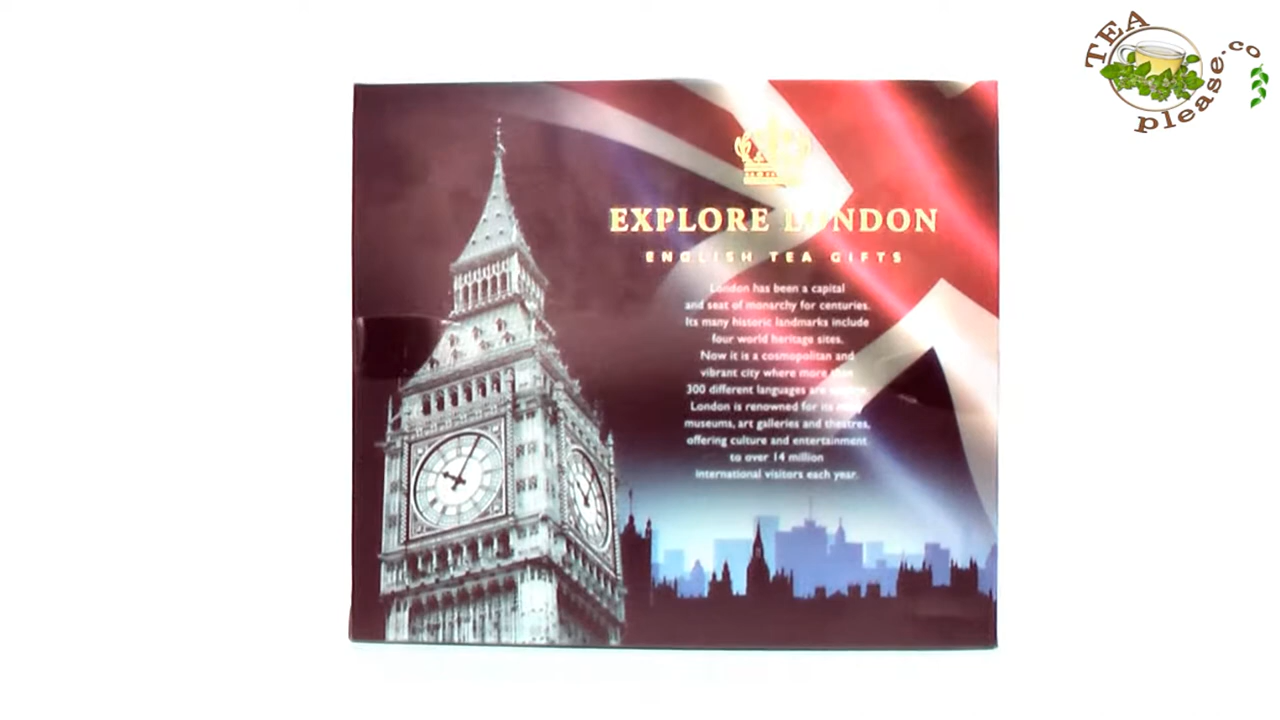 TEA
please.co
EXPLORE LONDON
ENGLISH TEA GIFTS
London has been a capital
and seat of monarchy for centuries.
Its many historic landmarks include
four world heritage sites.
Now it is a cosmopolitan and
vibrant city where more than
300 different languages are
London is renowned for its
museums, art galleries and theatres,
offering culture and entertainment
to over 14 million
international visitors each year.